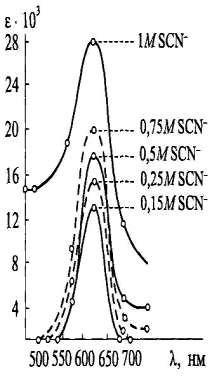 ε · 10³
28
24
20
16
12
8
4
1M SCN⁻
0,75M SCN⁻
0,5M SCN⁻
0,25M SCN⁻
0,15M SCN⁻
500 550 600 650 700 λ, нм